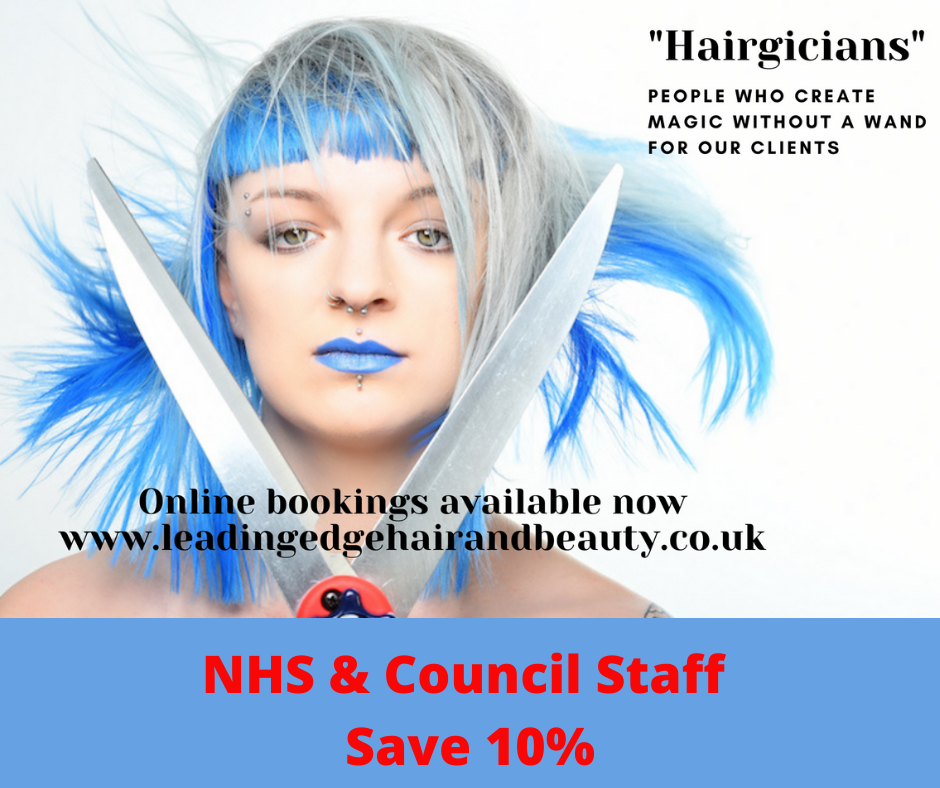 "Hairgicians"
PEOPLE WHO CREATE
MAGIC WITHOUT A WAND
FOR OUR CLIENTS
Online bookings available now
www.leadingedgehairandbeauty.co.uk
NHS & Council Staff
Save 10%